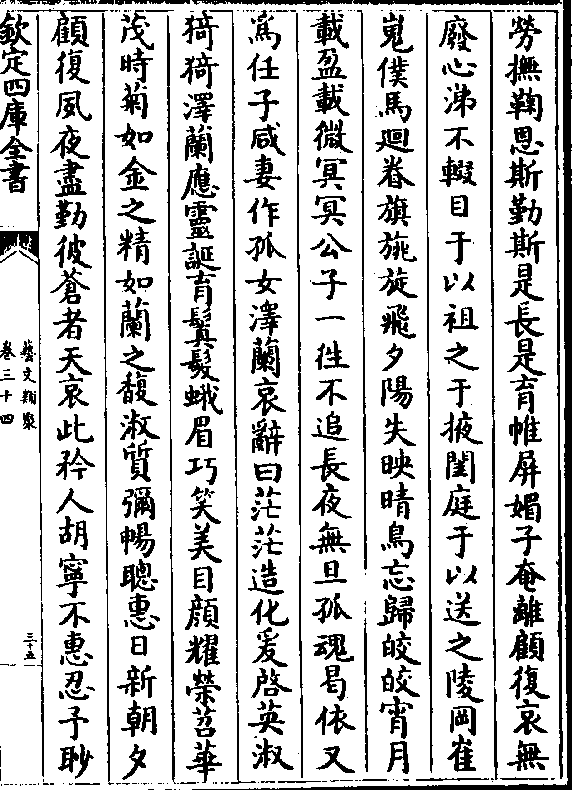 勞撫鞠恩斯勤斯是長是育帷屏媚子奄離顧復哀無
廢心涕不輟目于以祖之于掖閨庭于以送之陵岡崔
嵬僕馬迴眷旗旐旋飛夕陽失映晴鳥忘歸皎皎宵月
載盈載微冥冥公子一徃不追長夜無旦孤魂曷依又
為任子咸妻作孤女澤蘭哀辭曰茫茫造化爰啓英淑
猗猗澤蘭應靈誕育鬒髮蛾眉巧笑美目顔耀榮苕華
茂時菊如金之精如蘭之馥淑質彌暢聰惠日新朝夕
顧復夙夜盡勤彼蒼者天哀此矜人胡寧不惠忍予眇
欽定四庫全書
藝文類聚
卷三十四
三十五